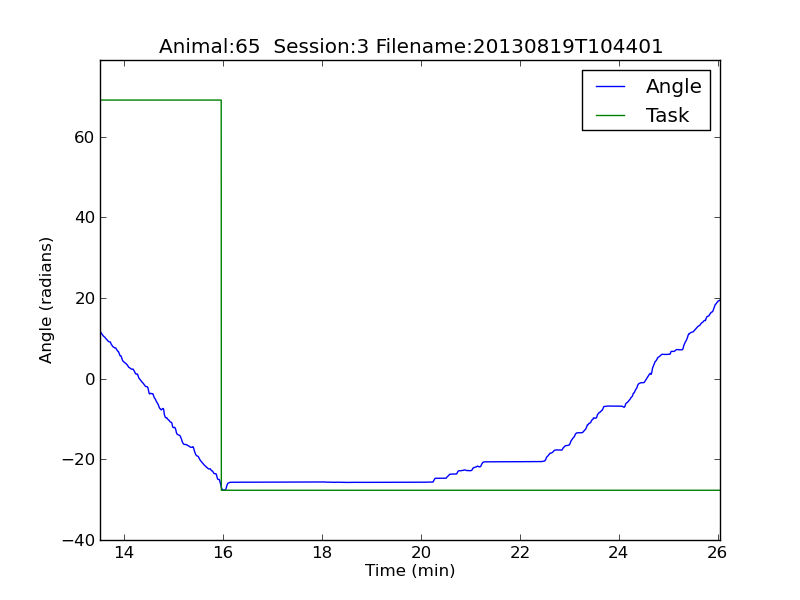 Animal:65  Session:3 Filename:20130819T104401
Angle
Task
60
40
20
0
−20
−40
Angle (radians)
14 16 18 20 22 24 26
Time (min)